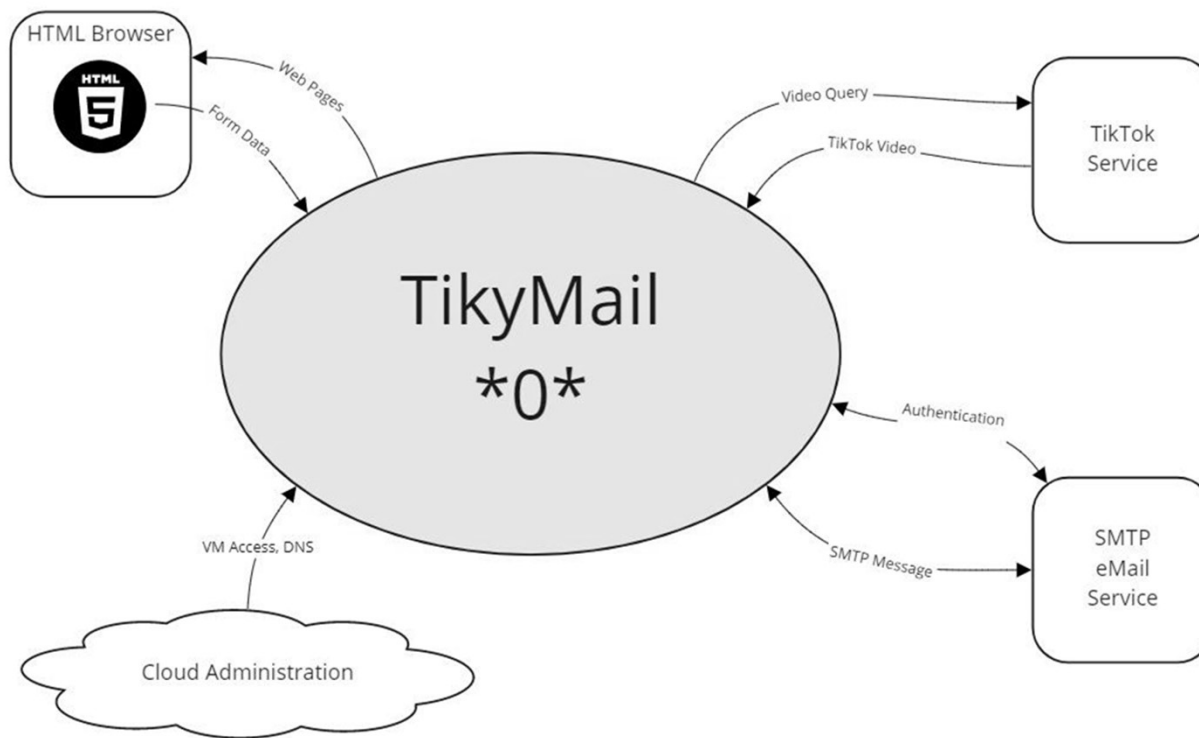 HTML Browser
HTML
5
Web Pages
Form Data
Video Query
TikTok Video
TikTok
Service
TikyMail
*0*
Authentication
SMTP Message
SMTP
eMail
Service
VM Access, DNS
Cloud Administration